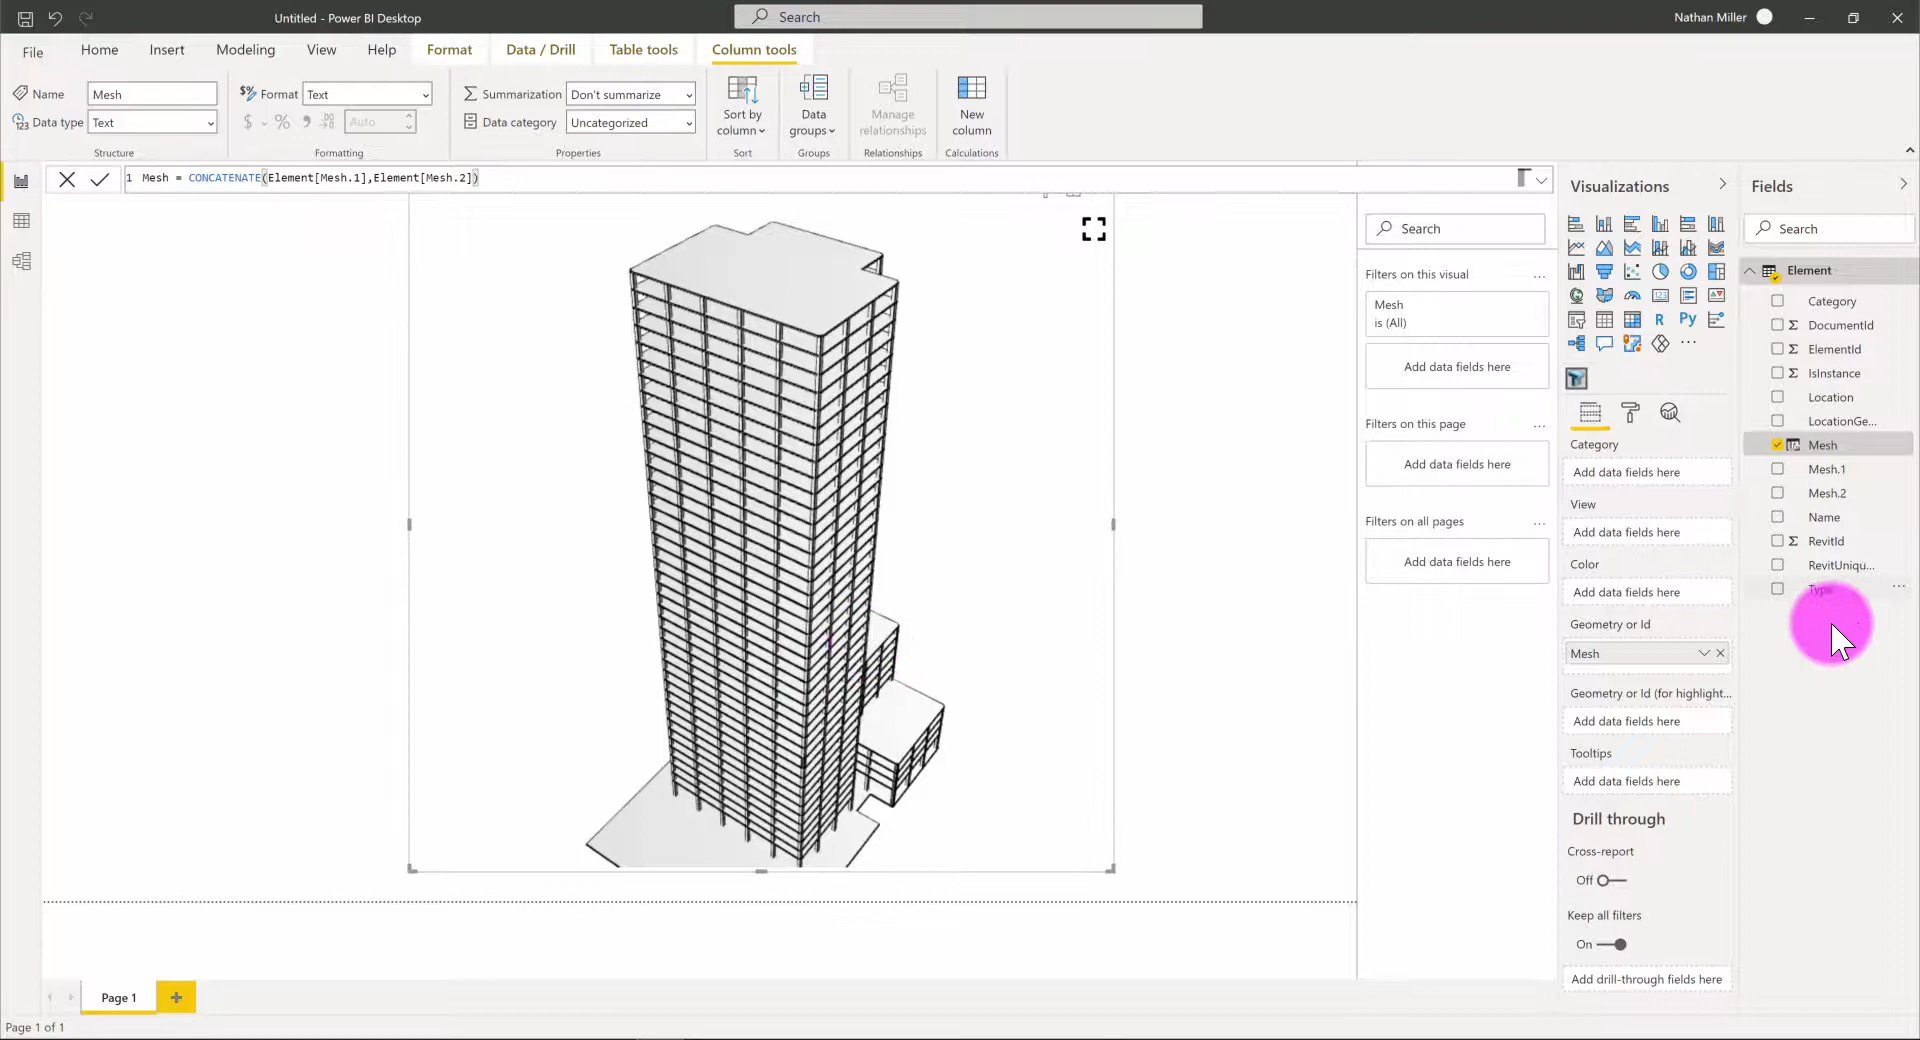 Untitled - Power BI Desktop
Search
Nathan Miller
File
Home
Insert
Modeling
View
Help
Format
Data / Drill
Table tools
Column tools
Name
Mesh
Data type
Text
Structure
Format
Text
$
%
Auto
Formatting
Summarization
Don't summarize
Data category
Uncategorized
Properties
Sort by
column
Sort
Data
groups
Groups
Manage
relationships
Relationships
New
column
Calculations
1 Mesh = CONCATENATE(Element[Mesh.1],Element[Mesh.2])
Search
Filters on this visual
...
Mesh
is (All)
Add data fields here
Filters on this page
...
Add data fields here
Filters on all pages
...
Add data fields here
Visualizations
R
Py
...
Category
Add data fields here
View
Add data fields here
Color
Add data fields here
Geometry or Id
Mesh
Geometry or Id (for highlight...
Add data fields here
Tooltips
Add data fields here
Drill through
Cross-report
Off
Keep all filters
On
Add drill-through fields here
Fields
Search
Element
Category
DocumentId
ElementId
IsInstance
Location
LocationGe...
Mesh
Mesh.1
Mesh.2
Name
RevitId
RevitUniqu...
Type
...
Page 1
+
Page 1 of 1